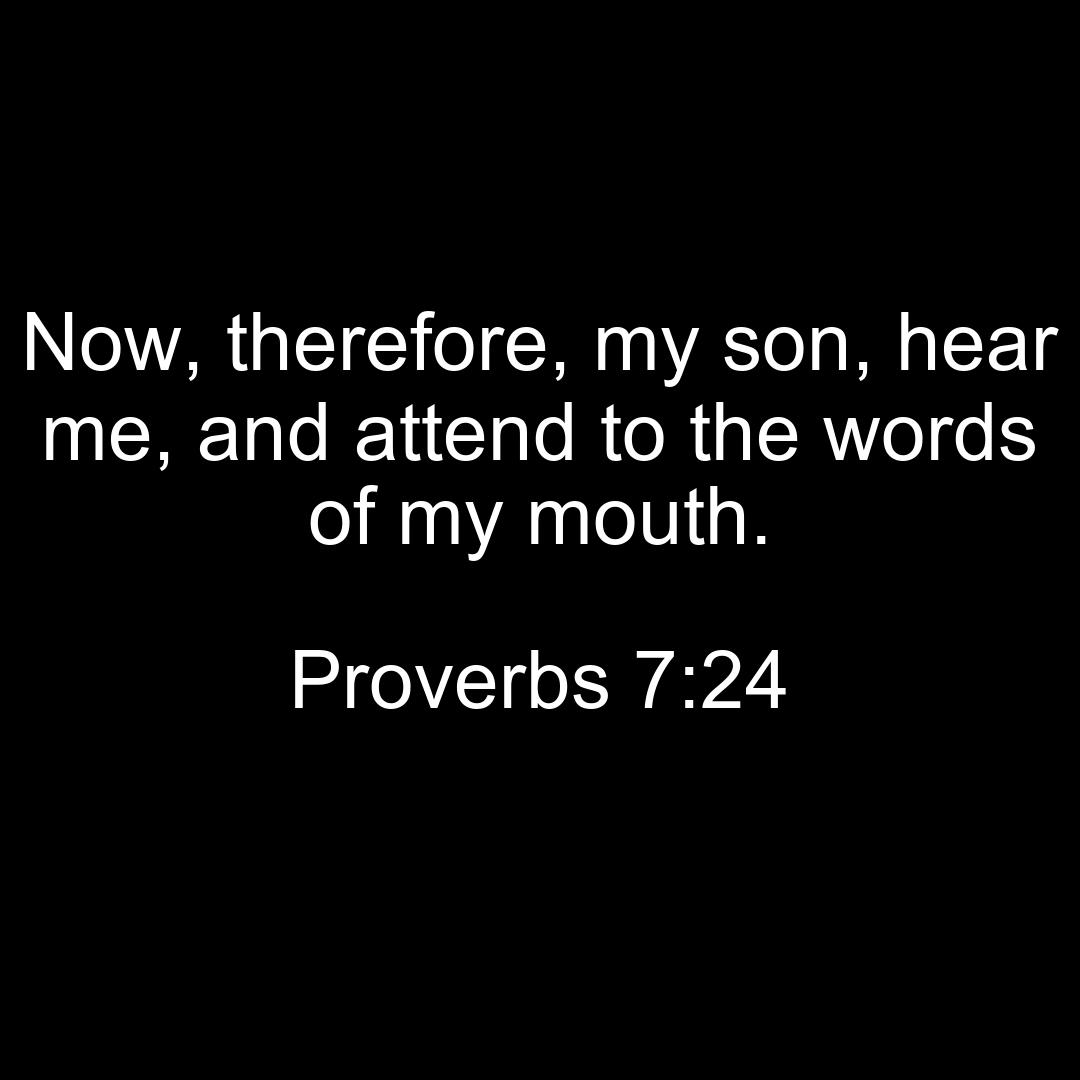 Now, therefore, my son, hear
me, and attend to the words
of my mouth.
Proverbs 7:24